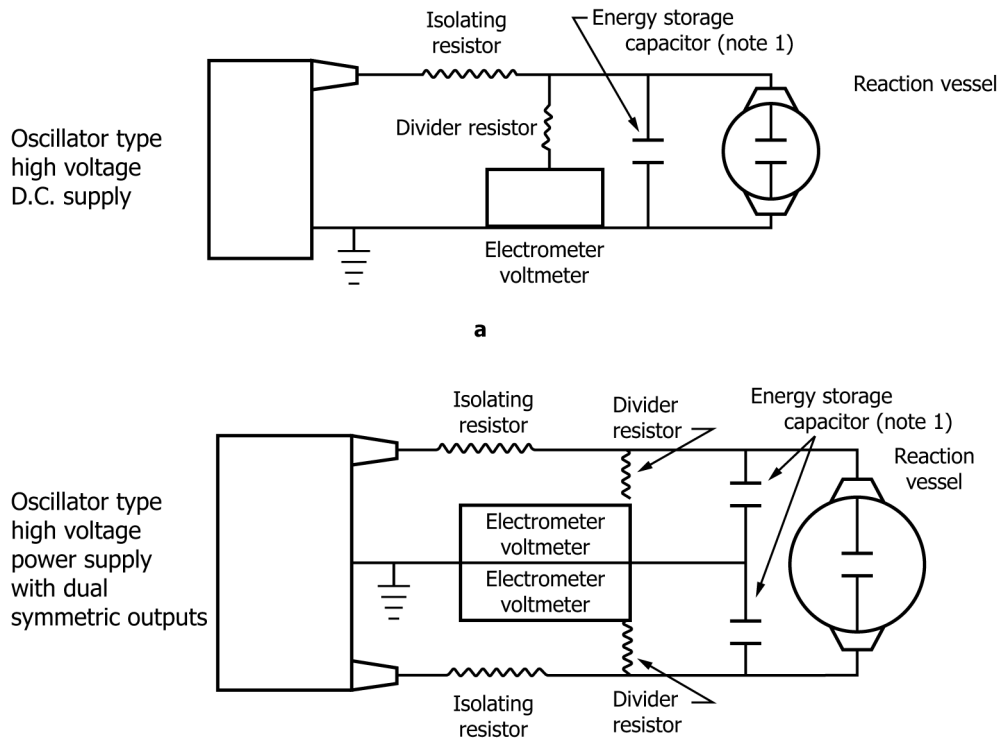 Isolating
resistor
Energy storage
capacitor (note 1)
Reaction vessel
Divider resistor
Oscillator type
high voltage
D.C. supply
Electrometer
voltmeter
a
Isolating
resistor
Divider
resistor
Energy storage
capacitor (note 1)
Reaction
vessel
Oscillator type
high voltage
power supply
with dual
symmetric outputs
Electrometer
voltmeter
Electrometer
voltmeter
Isolating
resistor
Divider
resistor